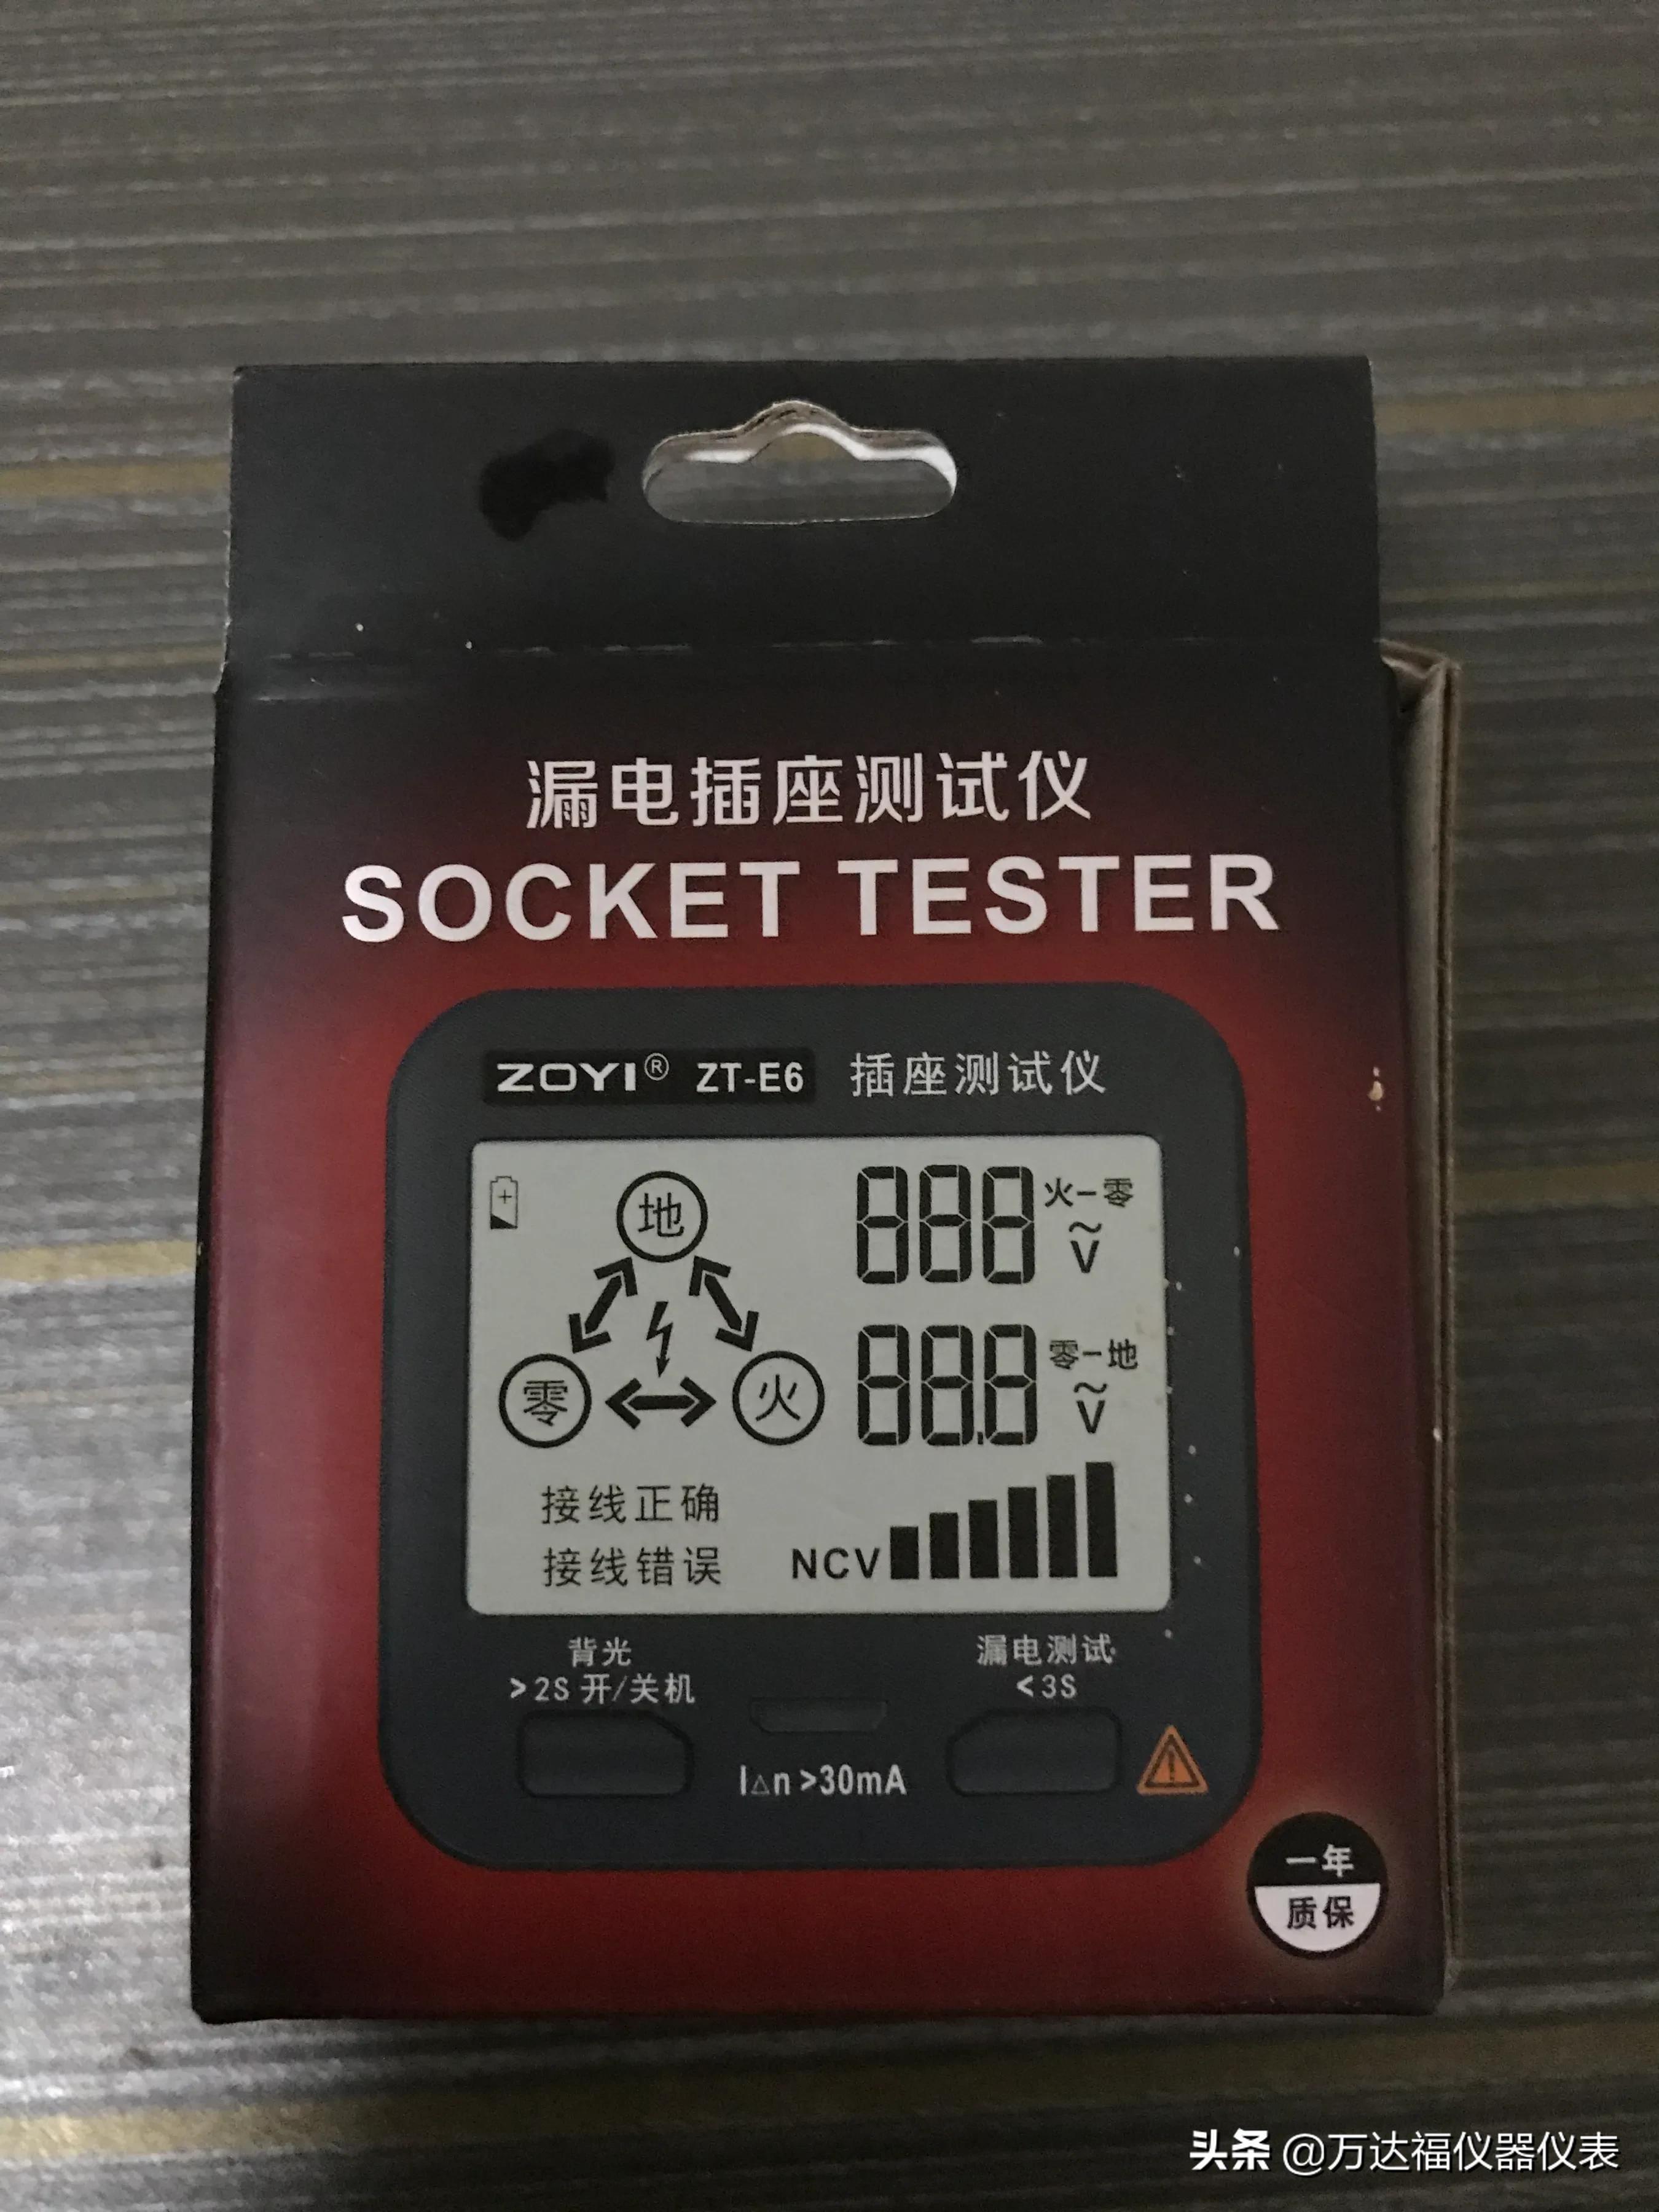 漏电插座测试仪
SOCKET TESTER
ZOYI® ZT-E6 插座测试仪
地
888 火-零
~
V
零
火
88.8 零-地
~
V
接线正确
接线错误
NCV
背光
>2S 开/关机
漏电测试
<3S
I△n >30mA
一年
质保
头条 @万达福仪器仪表